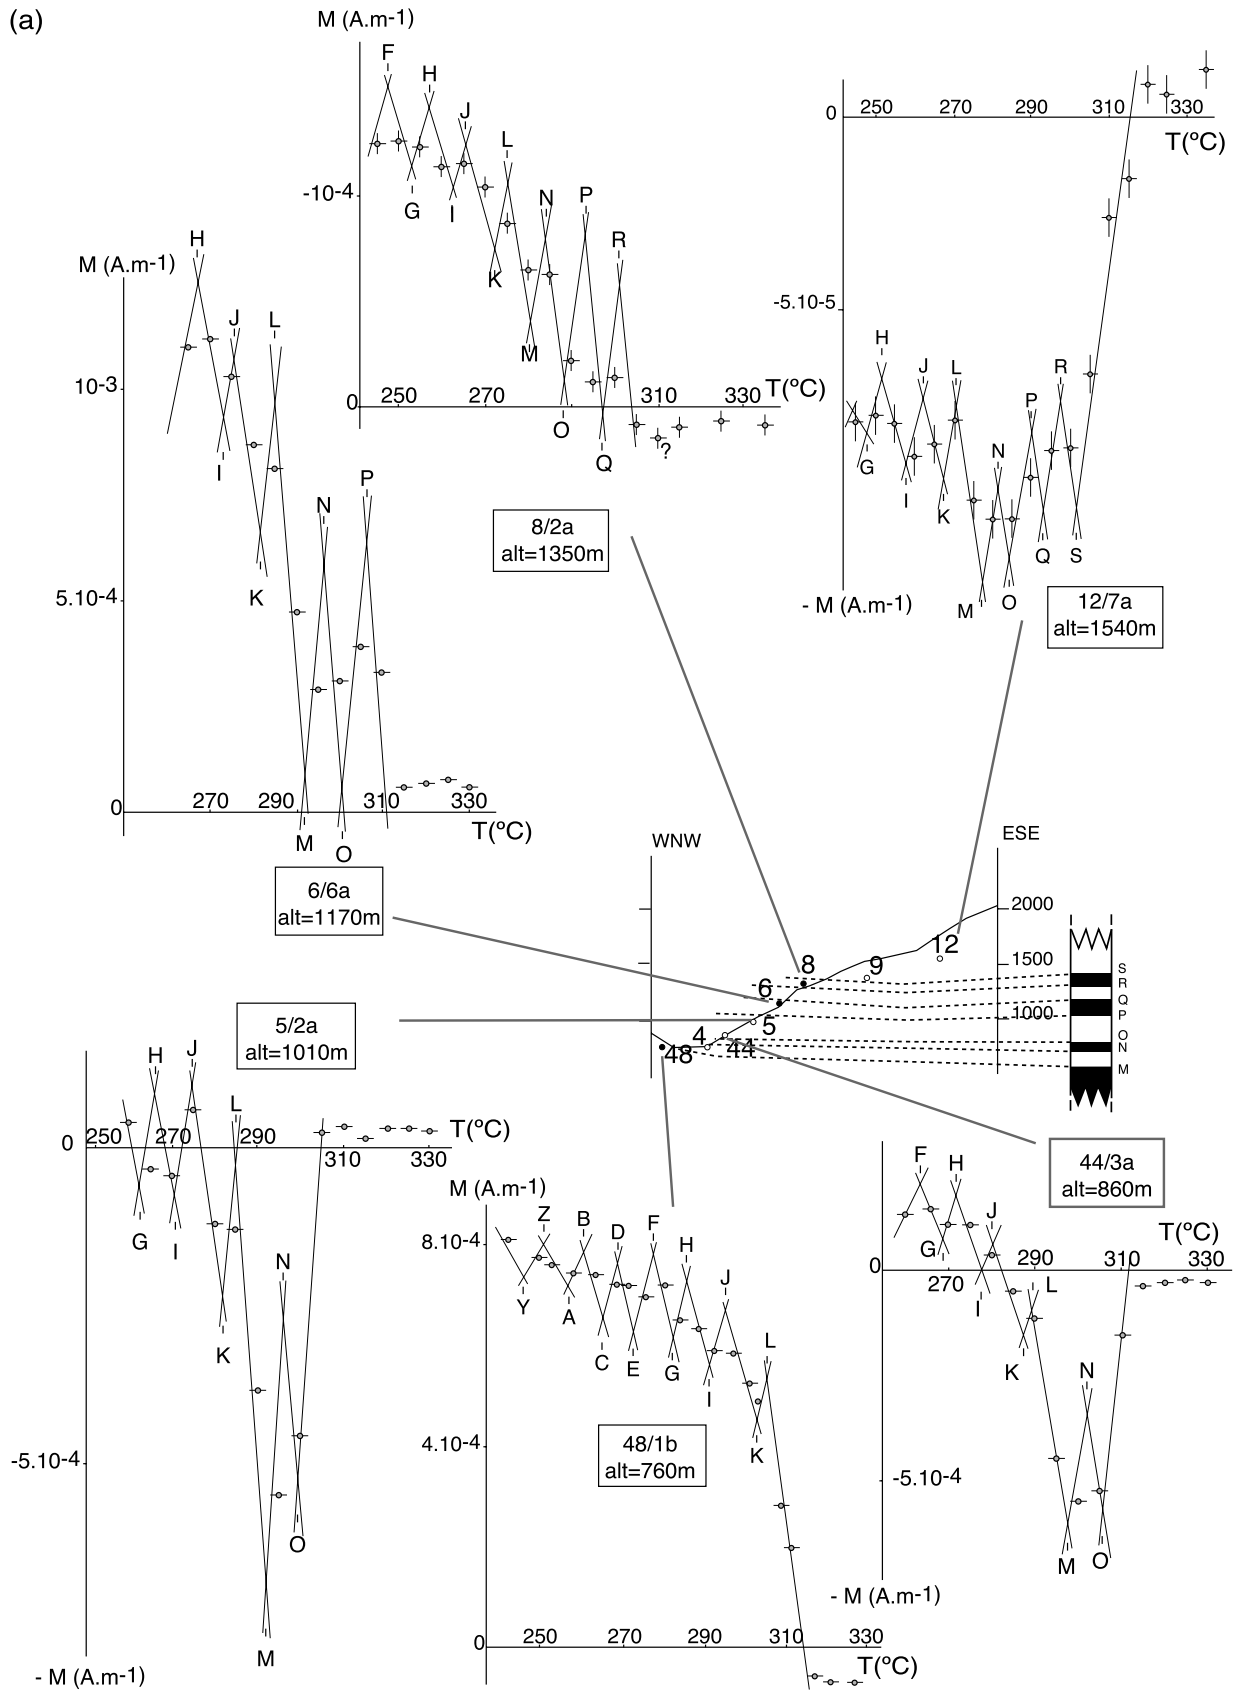 (a)
M (A.m-1)
F
H
J
L
N
P
R
G
I
K
M
O
Q
?
-10-4
0
250
270
310
330
T(ºC)
8/2a
alt=1350m
0
250
270
290
310
330
T(ºC)
-5.10-5
H
J
L
N
P
R
G
I
K
M
O
Q
S
- M (A.m-1)
12/7a
alt=1540m
M (A.m-1)
H
J
L
N
P
I
K
M
O
10-3
5.10-4
0
270
290
310
330
T(ºC)
6/6a
alt=1170m
WNW
ESE
2000
1500
1000
12
9
8
6
5
4
44
48
S
R
Q
P
O
N
M
5/2a
alt=1010m
H
J
L
N
G
I
K
M
O
0
250
270
290
310
330
T(ºC)
-5.10-4
- M (A.m-1)
M (A.m-1)
Z
B
D
F
H
J
L
Y
A
C
E
G
I
K
8.10-4
4.10-4
0
250
270
290
310
330
T(ºC)
48/1b
alt=760m
44/3a
alt=860m
F
H
J
L
N
G
I
K
M
O
0
270
290
310
330
T(ºC)
-5.10-4
- M (A.m-1)